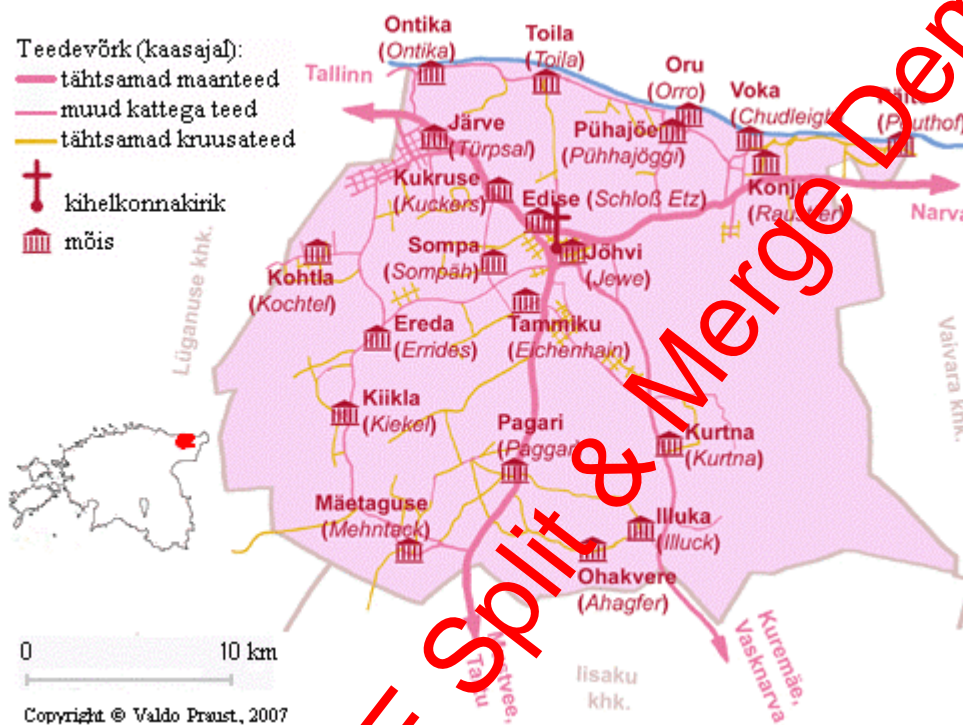 Teedevõrk (kaasajal):
tähtsamad maanteed
muud kattega teed
tähtsamad kruusateed
kihelkonnakirik
mõis
Ontika
(Ontika)
Toila
(Toila)
Tallinn
Oru
(Orro)
Voka
(Chudleigh)
Järve
(Türpsal)
Pühajõe
(Pühhajöggi)
Kukruse
(Kuckers)
Edise (Schloß Etz)
Konju
Narva
Sompa
(Sompäh)
Jõhvi
(Jewe)
Kohtla
(Kochtel)
Lüganuse khk.
Ereda
(Errides)
Tammiku
(Eichenhain)
Vaivara khk.
Kiikla
(Kiekel)
Pagari
(Paggar
Kurtna
(Kurtna)
Mäetaguse
(Mehntack)
Illuka
(Illuck)
Ohakvere
(Ahagfer)
Kuremäe,
Vasknarva
Iisaku
khk.
0 10 km
Copyright © Valdo Praust, 2007
Split & Merge